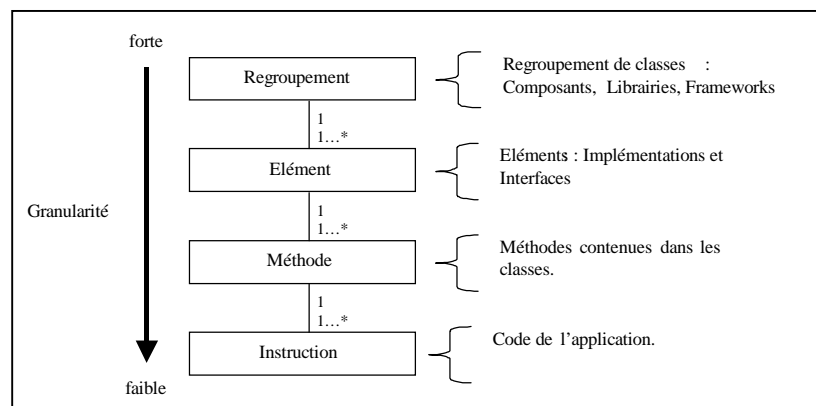 forte
Regroupement
Regroupement de classes :
Composants, Librairies, Frameworks
1
1…*
Elément
Eléments : Implémentations et
Interfaces
Granularité
1
1…*
Méthode
Méthodes contenues dans les
classes.
1
1…*
Instruction
Code de l’application.
faible